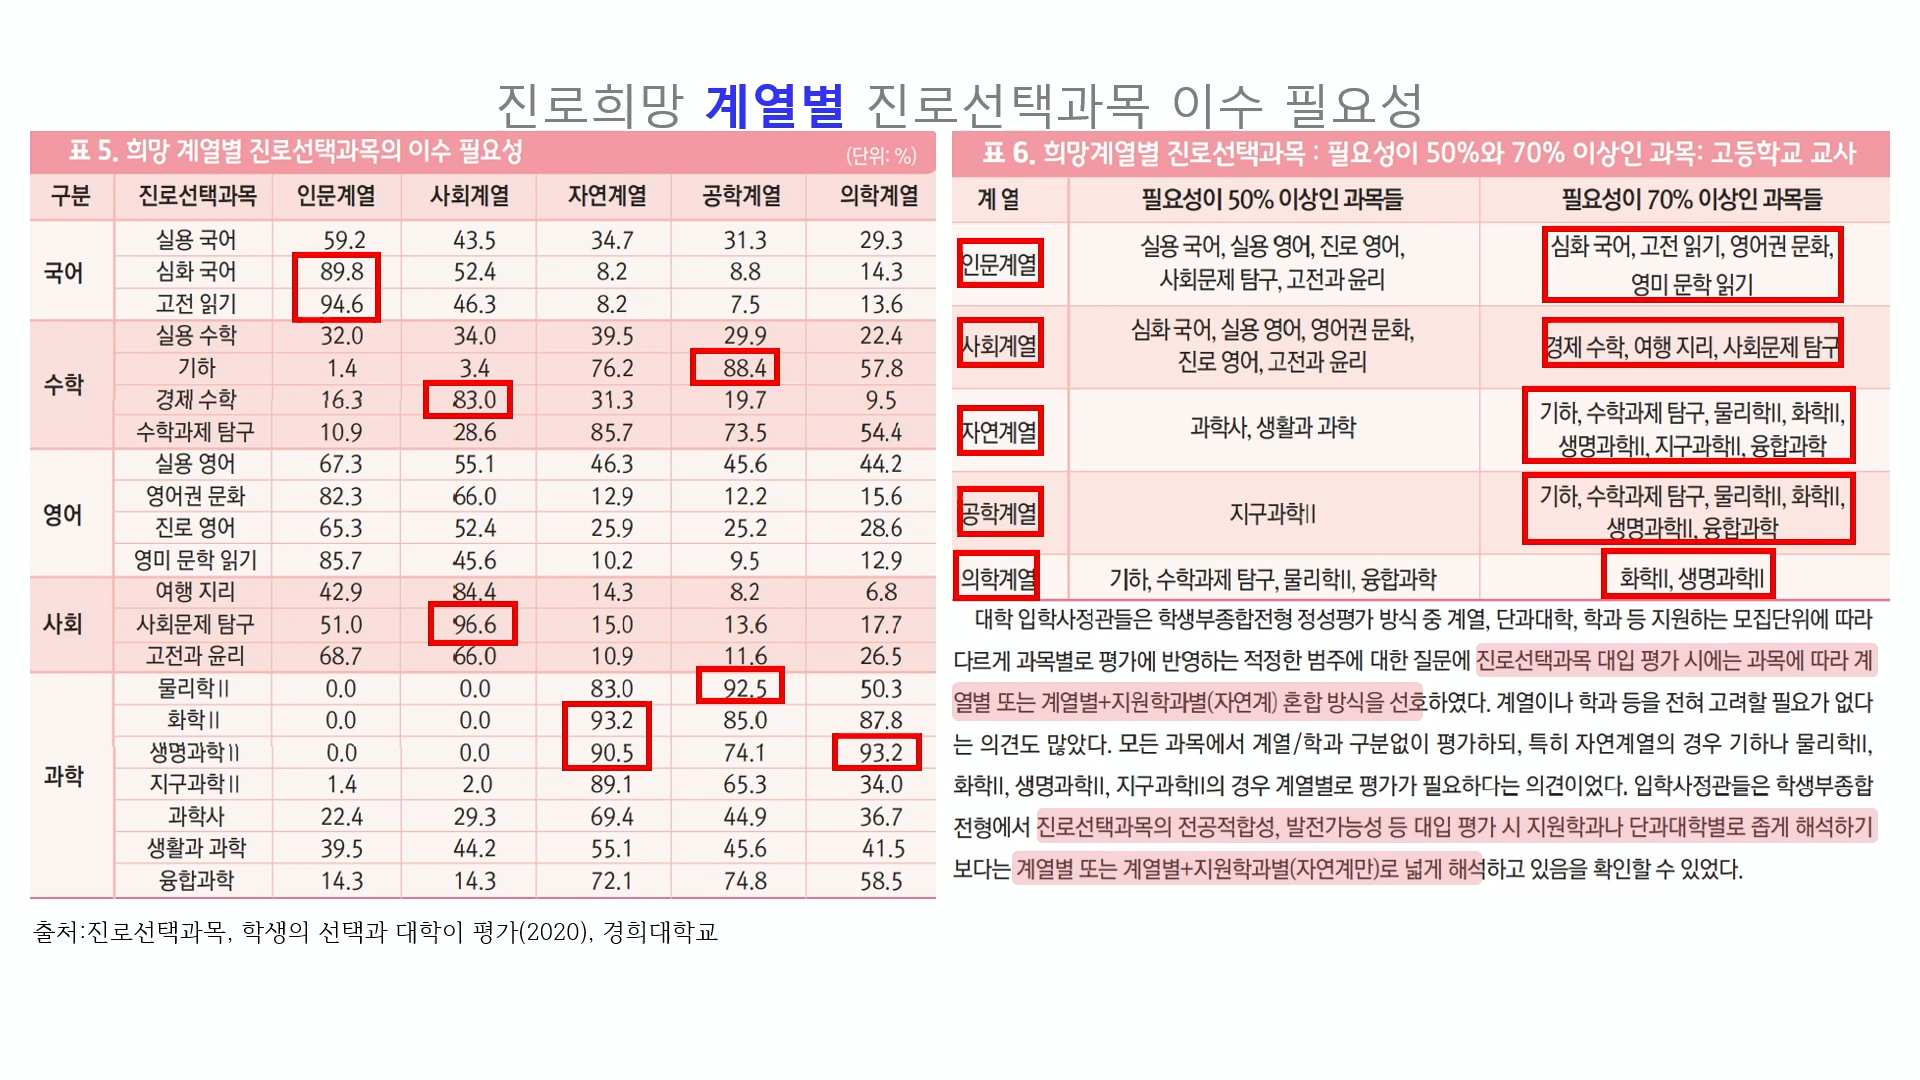 진로희망 계열별 진로선택과목 이수 필요성
표 5. 희망 계열별 진로선택과목의 이수 필요성 (단위: %)
구분 진로선택과목 인문계열 사회계열 자연계열 공학계열 의학계열
국어
실용 국어 59.2 43.5 34.7 31.3 29.3
심화 국어 89.8 52.4 8.2 8.8 14.3
고전 읽기 94.6 46.3 8.2 7.5 13.6
수학
실용 수학 32.0 34.0 39.5 29.9 22.4
기하 1.4 3.4 76.2 88.4 57.8
경제 수학 16.3 83.0 31.3 19.7 9.5
수학과제 탐구 10.9 28.6 85.7 73.5 54.4
영어
실용 영어 67.3 55.1 46.3 45.6 44.2
영어권 문화 82.3 66.0 12.9 12.2 15.6
진로 영어 65.3 52.4 25.9 25.2 28.6
영미 문학 읽기 85.7 45.6 10.2 9.5 12.9
사회
여행 지리 42.9 84.4 14.3 8.2 6.8
사회문제 탐구 51.0 96.6 15.0 13.6 17.7
고전과 윤리 68.7 66.0 10.9 11.6 26.5
과학
물리학Ⅱ 0.0 0.0 83.0 92.5 50.3
화학Ⅱ 0.0 0.0 93.2 85.0 87.8
생명과학Ⅱ 0.0 0.0 90.5 74.1 93.2
지구과학Ⅱ 1.4 2.0 89.1 65.3 34.0
과학사 22.4 29.3 69.4 44.9 36.7
생활과 과학 39.5 44.2 55.1 45.6 41.5
융합과학 14.3 14.3 72.1 74.8 58.5
출처:진로선택과목, 학생의 선택과 대학이 평가(2020), 경희대학교
표 6. 희망계열별 진로선택과목 : 필요성이 50%와 70% 이상인 과목: 고등학교 교사
계 열 필요성이 50% 이상인 과목들 필요성이 70% 이상인 과목들
인문계열
실용 국어, 실용 영어, 진로 영어,
사회문제 탐구, 고전과 윤리
심화 국어, 고전 읽기, 영어권 문화,
영미 문학 읽기
사회계열
심화 국어, 실용 영어, 영어권 문화,
진로 영어, 고전과 윤리
경제 수학, 여행 지리, 사회문제 탐구
자연계열
과학사, 생활과 과학
기하, 수학과제 탐구, 물리학Ⅱ, 화학Ⅱ,
생명과학Ⅱ, 지구과학Ⅱ, 융합과학
공학계열
지구과학Ⅱ
기하, 수학과제 탐구, 물리학Ⅱ, 화학Ⅱ,
생명과학Ⅱ, 융합과학
의학계열
기하, 수학과제 탐구, 물리학Ⅱ, 융합과학
화학Ⅱ, 생명과학Ⅱ
대학 입학사정관들은 학생부종합전형 정성평가 방식 중 계열, 단과대학, 학과 등 지원하는 모집단위에 따라
다르게 과목별로 평가에 반영하는 적정한 범주에 대한 질문에 진로선택과목 대입 평가 시에는 과목에 따라 계
열별 또는 계열별+지원학과별(자연계) 혼합 방식을 선호하였다. 계열이나 학과 등을 전혀 고려할 필요가 없다
는 의견도 많았다. 모든 과목에서 계열/학과 구분없이 평가하되, 특히 자연계열의 경우 기하나 물리학Ⅱ,
화학Ⅱ, 생명과학Ⅱ, 지구과학Ⅱ의 경우 계열별로 평가가 필요하다는 의견이었다. 입학사정관들은 학생부종합
전형에서 진로선택과목의 전공적합성, 발전가능성 등 대입 평가 시 지원학과나 단과대학별로 좁게 해석하기
보다는 계열별 또는 계열별+지원학과별(자연계만)로 넓게 해석하고 있음을 확인할 수 있었다.